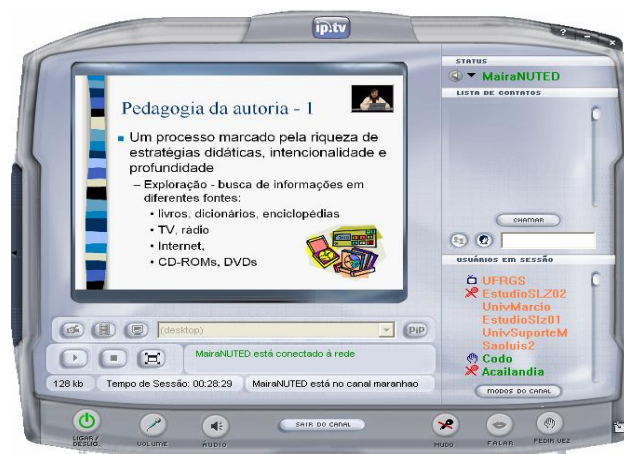 ip.tv
? - x
STATUS
MairaNUTED
LISTA DE CONTATOS
Pedagogia da autoria - 1
Um processo marcado pela riqueza de
estratégias didáticas, intencionalidade e
profundidade
– Exploração - busca de informações em
diferentes fontes:
• livros, dicionários, enciclopédias
• TV, rádio
• Internet,
• CD-ROMs, DVDs
CHAMAR
USUÁRIOS EM SESSÃO
UFRGS
EstudioSLZ02
UnivMarcio
EstudioSlz01
UnivSuporteM
Saoluis2
Codo
Acailandia
MODOS DO CANAL
(desktop)
PiP
MairaNUTED está conectado à rede
128 kb
Tempo de Sessão: 00:28:29
MairaNUTED está no canal maranhao
LIGAR /
DESLIG.
VOLUME
ÁUDIO
SAIR DO CANAL
MUDO
FALAR
PEDIR VEZ